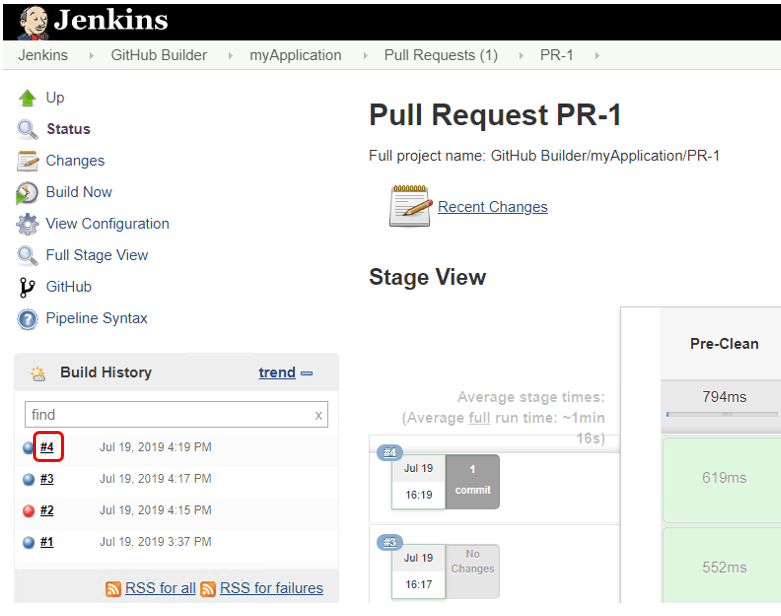 Jenkins
Jenkins GitHub Builder myApplication Pull Requests (1) PR-1
Up
Status
Changes
Build Now
View Configuration
Full Stage View
GitHub
Pipeline Syntax
Build History trend
find x
#4 Jul 19, 2019 4:19 PM
#3 Jul 19, 2019 4:17 PM
#2 Jul 19, 2019 4:15 PM
#1 Jul 19, 2019 3:37 PM
RSS for all RSS for failures
Pull Request PR-1
Full project name: GitHub Builder/myApplication/PR-1
Recent Changes
Stage View
Pre-Clean
Average stage times:
(Average full run time: ~1min
16s)
794ms
#4
Jul 19
16:19
1
commit
619ms
#3
Jul 19
16:17
No
Changes
552ms